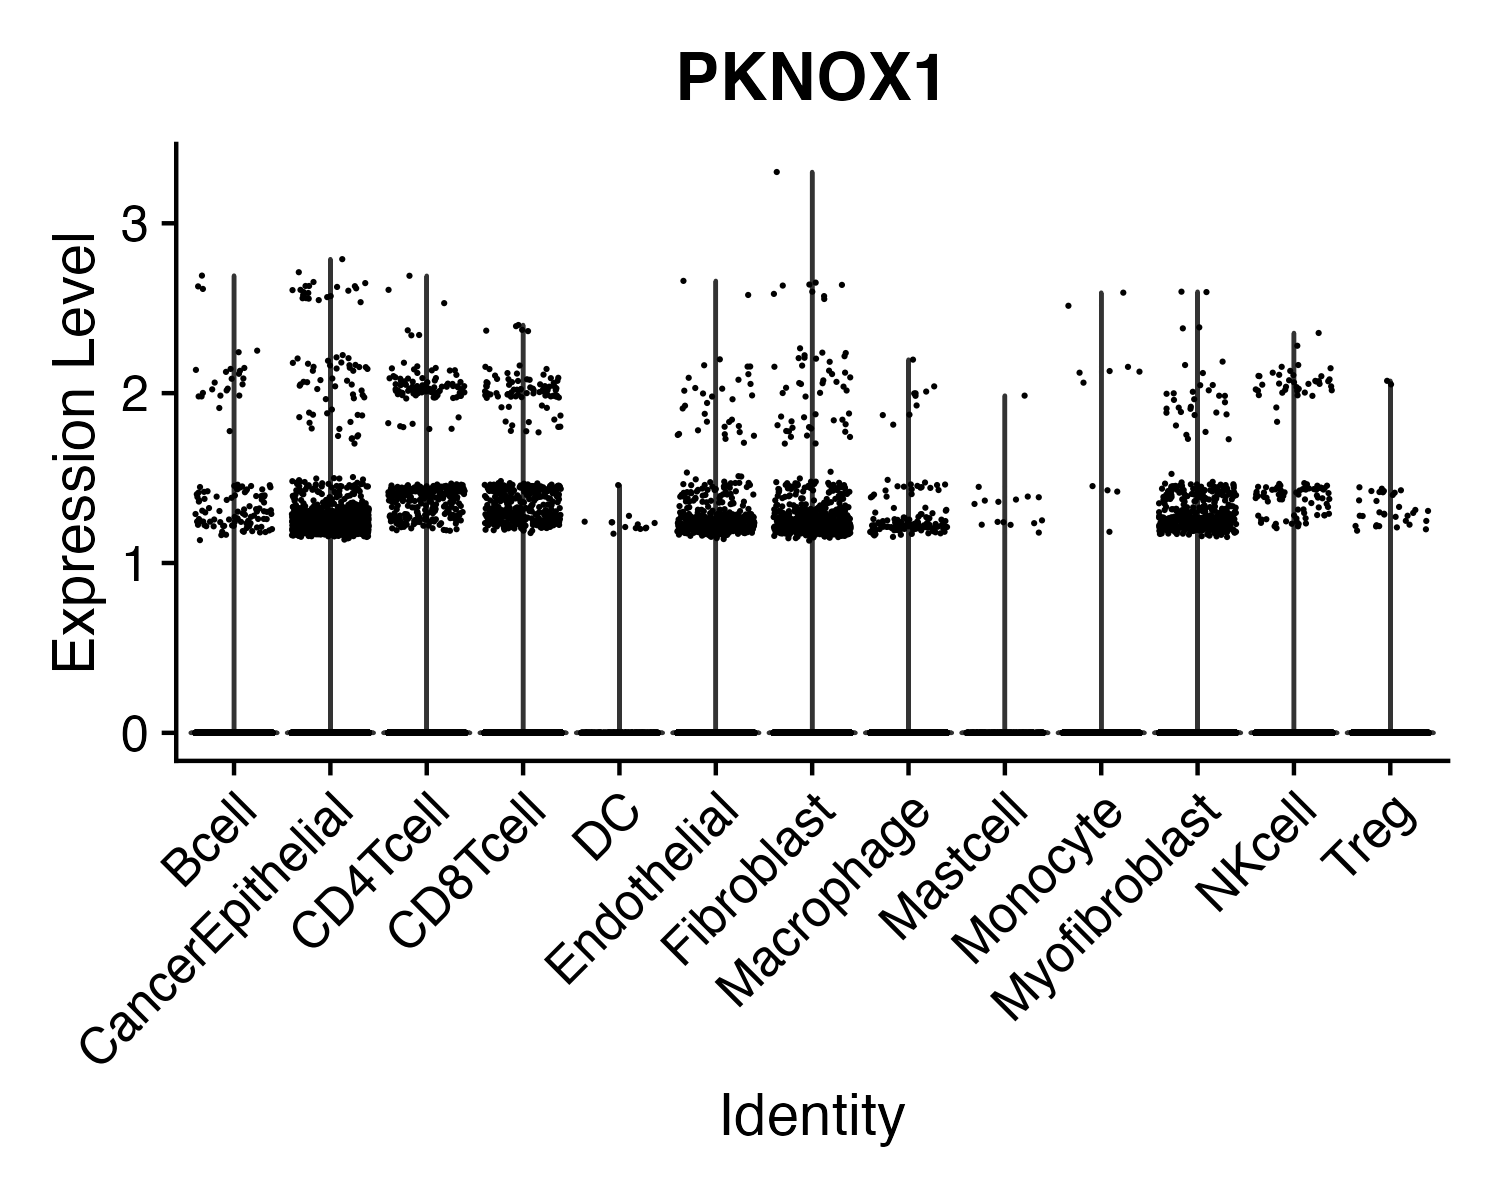 PKNOX1
Expression Level
3
2
1
0
Bcell
CancerEpithelial
CD4Tcell
CD8Tcell
DC
Endothelial
Fibroblast
Macrophage
Mastcell
Monocyte
Myofibroblast
NKcell
Treg
Identity